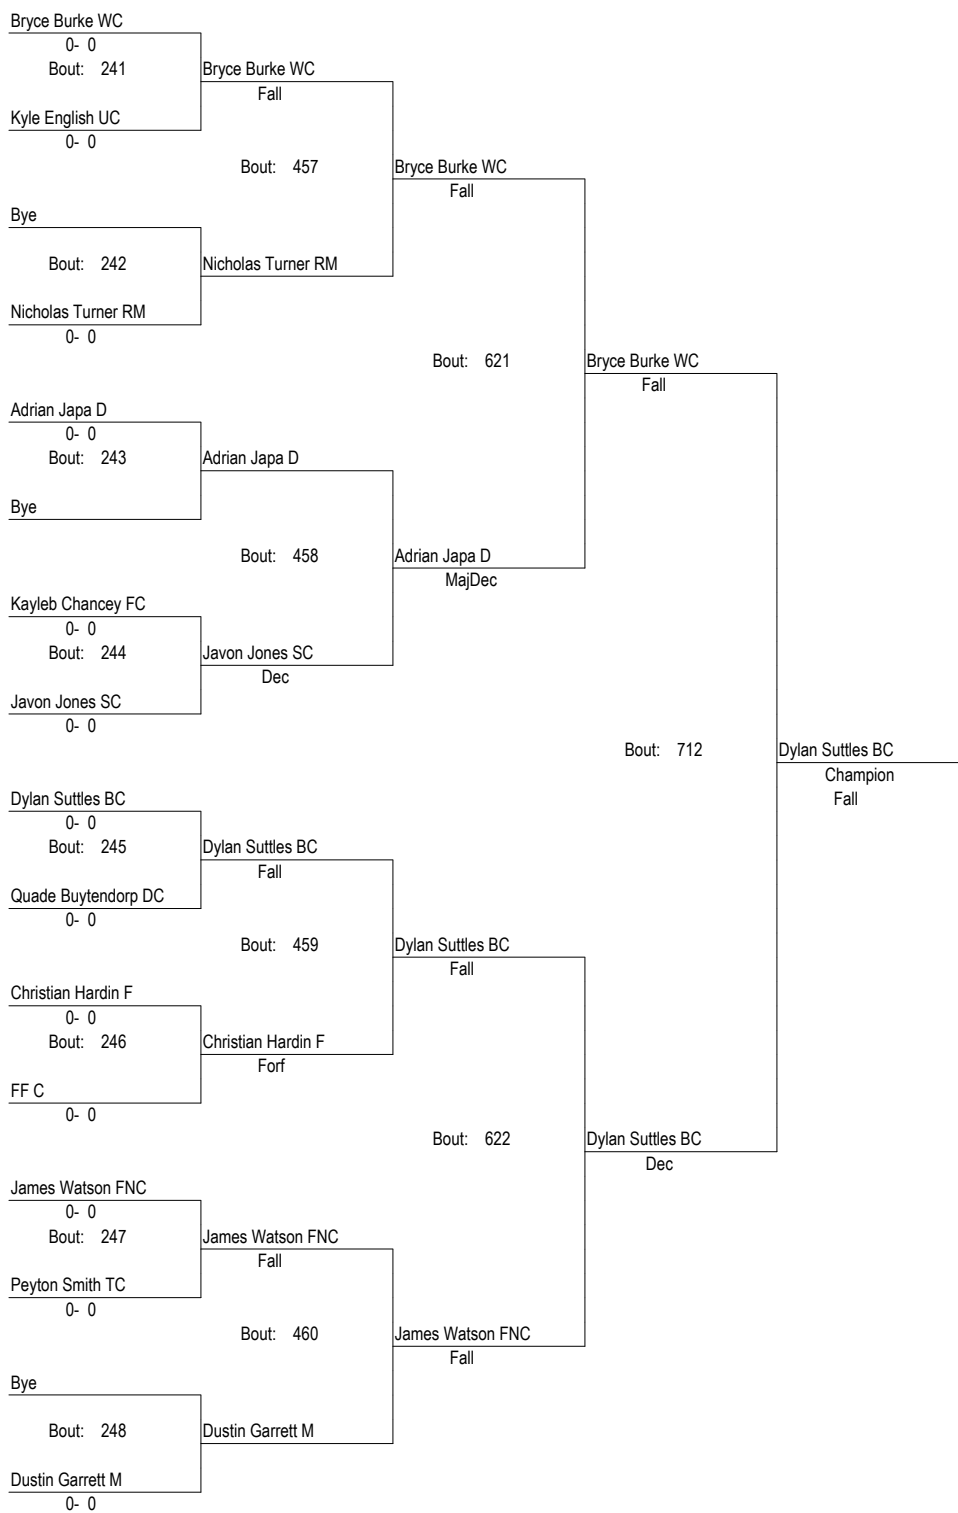 Bryce Burke WC
0- 0
Bout: 241
Bryce Burke WC
Fall
Kyle English UC
0- 0
Bout: 457
Bryce Burke WC
Fall
Bye
Bout: 242
Nicholas Turner RM
Nicholas Turner RM
0- 0
Bout: 621
Bryce Burke WC
Fall
Adrian Japa D
0- 0
Bout: 243
Adrian Japa D
Bye
Bout: 458
Adrian Japa D
MajDec
Kayleb Chancey FC
0- 0
Bout: 244
Javon Jones SC
Dec
Javon Jones SC
0- 0
Bout: 712
Dylan Suttles BC
Champion
Fall
Dylan Suttles BC
0- 0
Bout: 245
Dylan Suttles BC
Fall
Quade Buytendorp DC
0- 0
Bout: 459
Dylan Suttles BC
Fall
Christian Hardin F
0- 0
Bout: 246
Christian Hardin F
Forf
FF C
0- 0
Bout: 622
Dylan Suttles BC
Dec
James Watson FNC
0- 0
Bout: 247
James Watson FNC
Fall
Peyton Smith TC
0- 0
Bout: 460
James Watson FNC
Fall
Bye
Bout: 248
Dustin Garrett M
Dustin Garrett M
0- 0